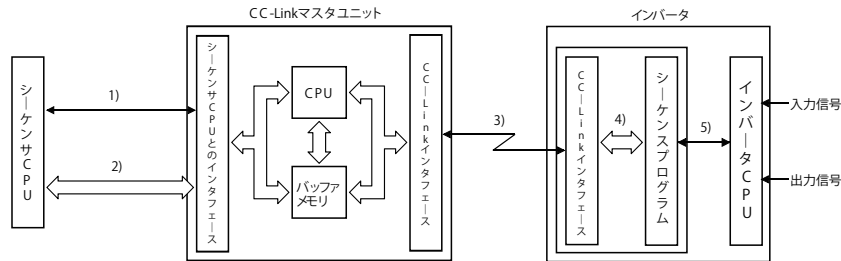 CC-Linkマスタユニット
インバータ
シーケンサCPU
1)
2)
シーケンサCPUとのインタフェース
CPU
バッファ
メモリ
CC－Linkインタフェース
3)
CC－Linkインタフェース
4)
シーケンスプログラム
5)
インバータCPU
入力信号
出力信号